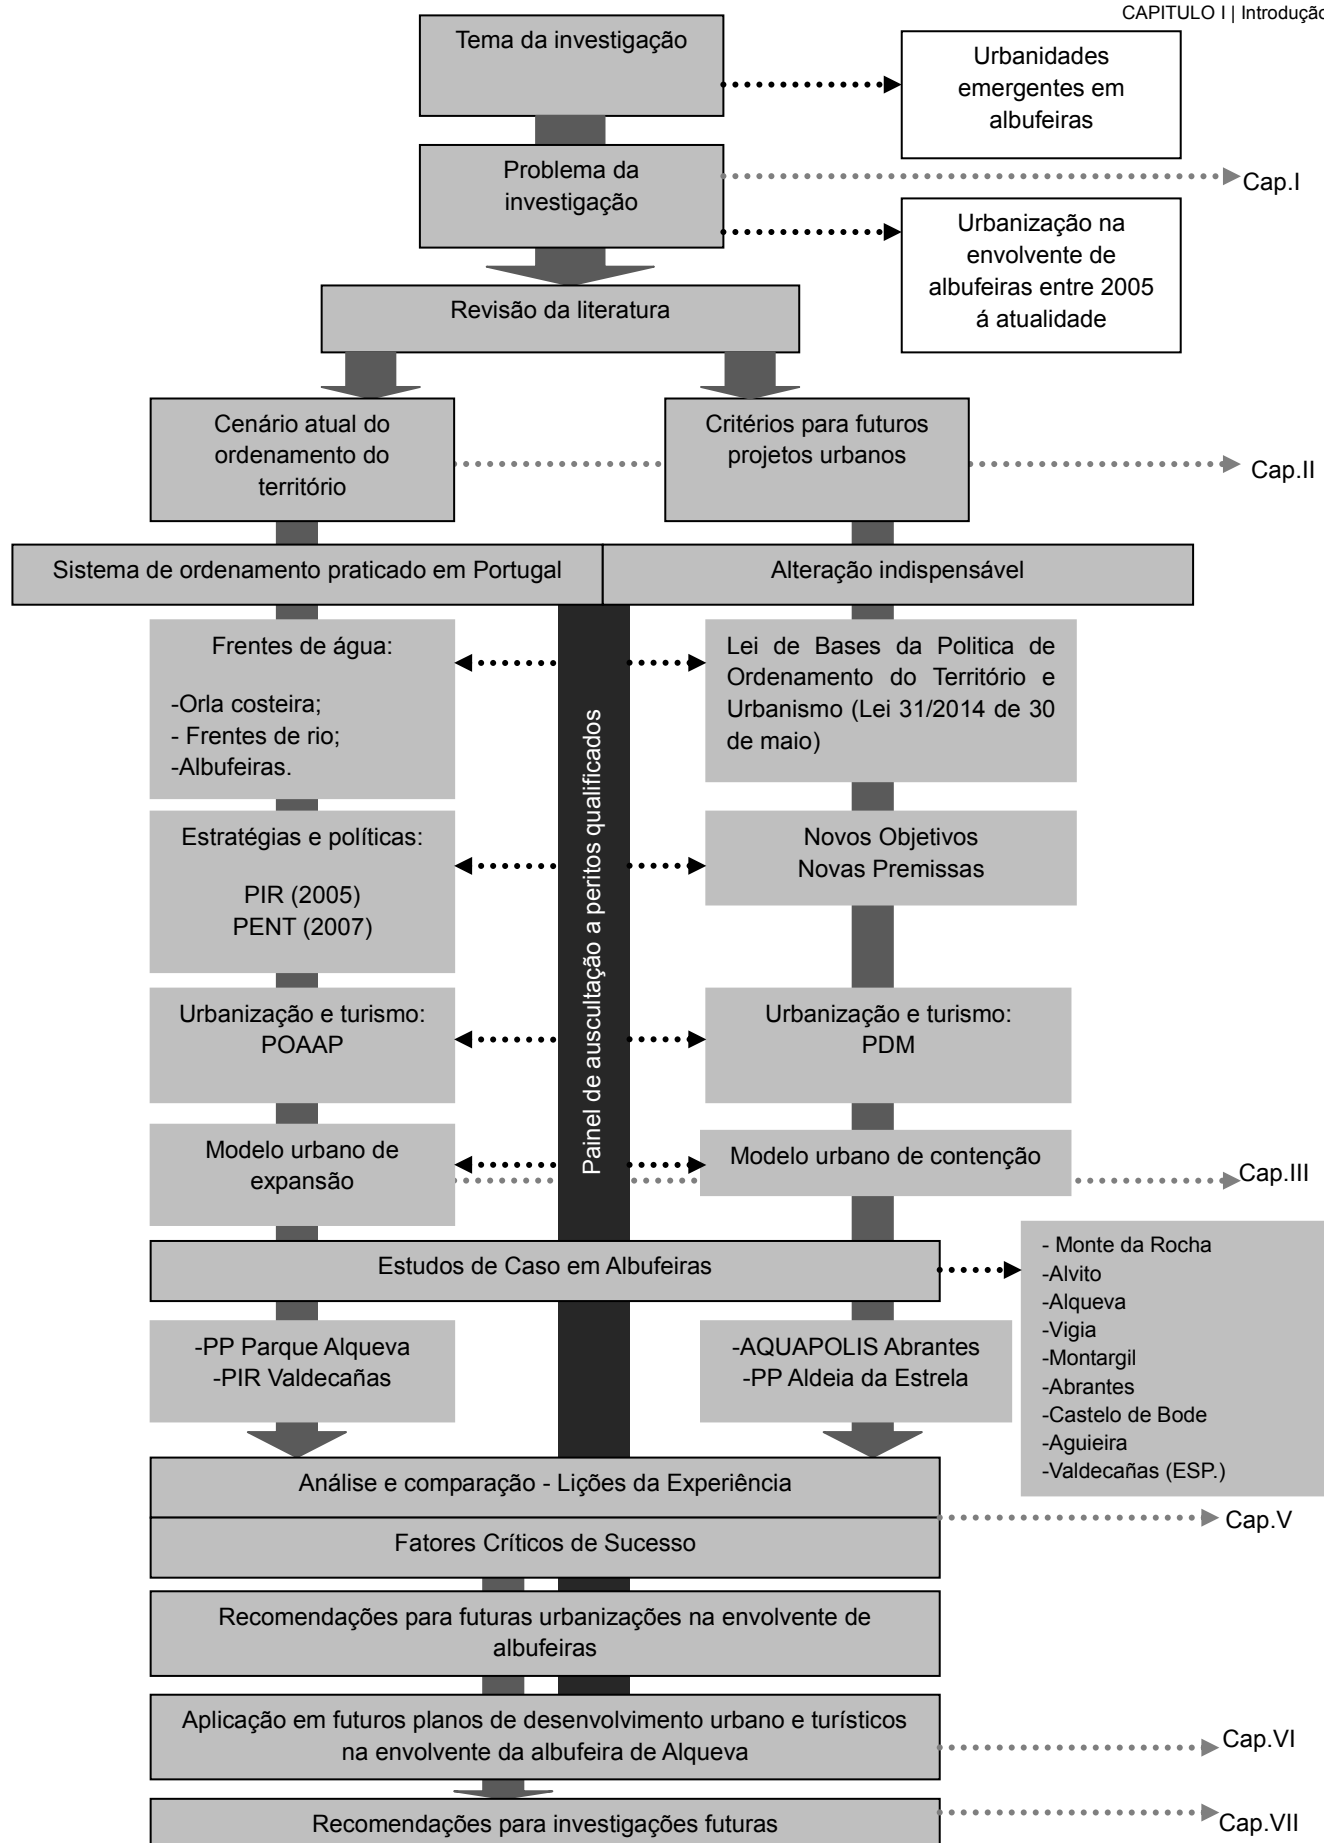 CAPITULO I | Introdução
Tema da investigação
Urbanidades
emergentes em
albufeiras
Problema da
investigação
Cap.I
Urbanização na
envolvente de
albufeiras entre 2005
á atualidade
Revisão da literatura
Cenário atual do
ordenamento do
território
Critérios para futuros
projetos urbanos
Cap.II
Sistema de ordenamento praticado em Portugal
Alteração indispensável
Painel de auscultação a peritos qualificados
Frentes de água:
-Orla costeira;
- Frentes de rio;
-Albufeiras.
Lei de Bases da Politica de
Ordenamento do Território e
Urbanismo (Lei 31/2014 de 30
de maio)
Estratégias e políticas:
PIR (2005)
PENT (2007)
Novos Objetivos
Novas Premissas
Urbanização e turismo:
POAAP
Urbanização e turismo:
PDM
Modelo urbano de
expansão
Modelo urbano de contenção
Cap.III
Estudos de Caso em Albufeiras
- Monte da Rocha
-Alvito
-Alqueva
-Vigia
-Montargil
-Abrantes
-Castelo de Bode
-Aguieira
-Valdecañas (ESP.)
-PP Parque Alqueva
-PIR Valdecañas
-AQUAPOLIS Abrantes
-PP Aldeia da Estrela
Análise e comparação - Lições da Experiência
Cap.V
Fatores Críticos de Sucesso
Recomendações para futuras urbanizações na envolvente de
albufeiras
Aplicação em futuros planos de desenvolvimento urbano e turísticos
na envolvente da albufeira de Alqueva
Cap.VI
Recomendações para investigações futuras
Cap.VII